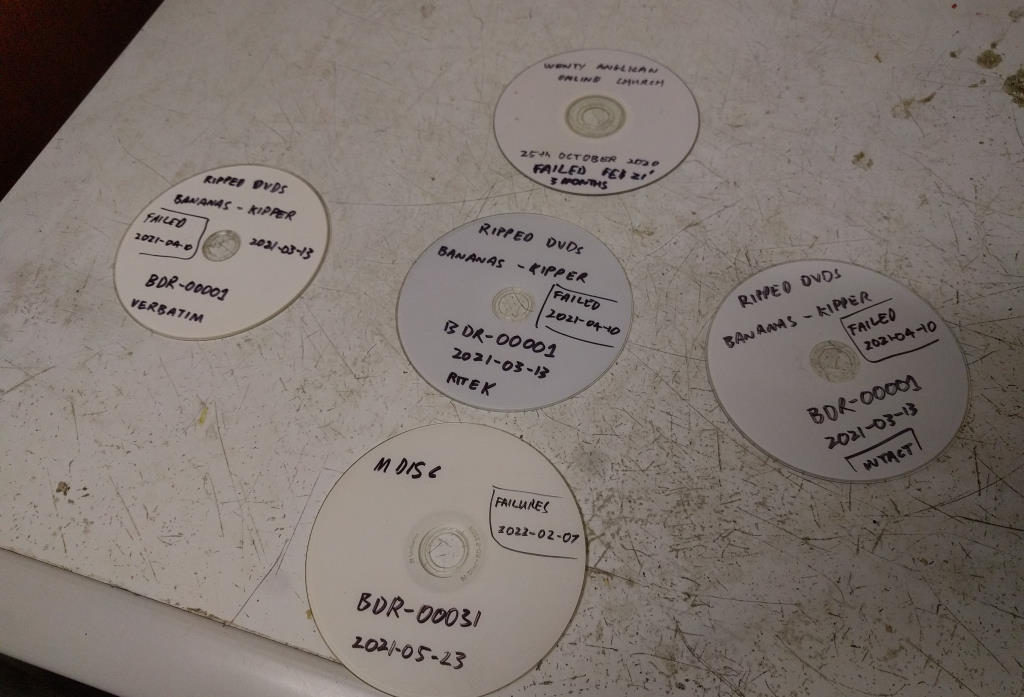 WENTY ANGLICAN
ONLINE CHURCH
25th OCTOBER 2020
FAILED FEB 21'
3 MONTHS
RIPPED DVDS
BANANAS - KIPPER
FAILED
2021-04-0
2021-03-13
BDR-00001
VERBATIM
RIPPED DVDs
BANANAS - KIPPER
FAILED
2021-04-10
BDR-00001
2021-03-13
RITEK
RIPPED DVDs
BANANAS - KIPPER
FAILED
2021-04-10
BDR-00001
2021-03-13
INTACT
M DISC
FAILURES
2022-02-07
BDR-00031
2021-05-23